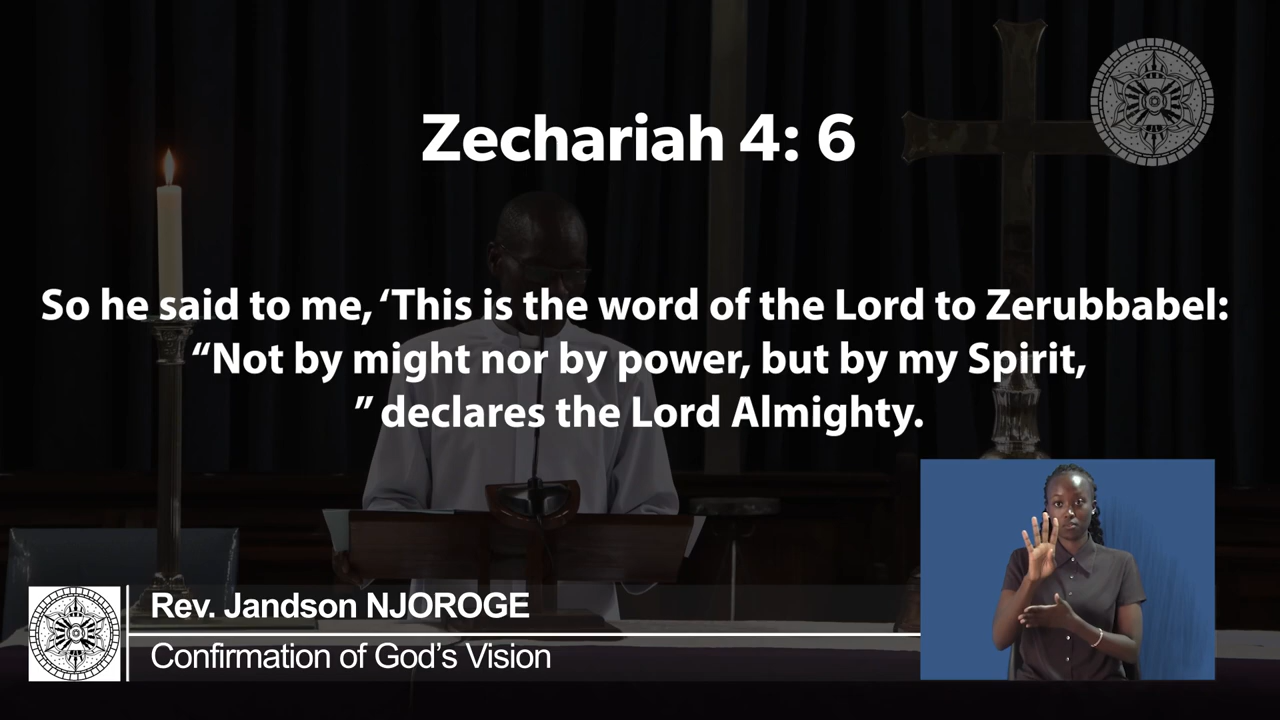 Zechariah 4: 6
So he said to me, ‘This is the word of the Lord to Zerubbabel:
“Not by might nor by power, but by my Spirit,
” declares the Lord Almighty.
Rev. Jandson NJOROGE
Confirmation of God’s Vision